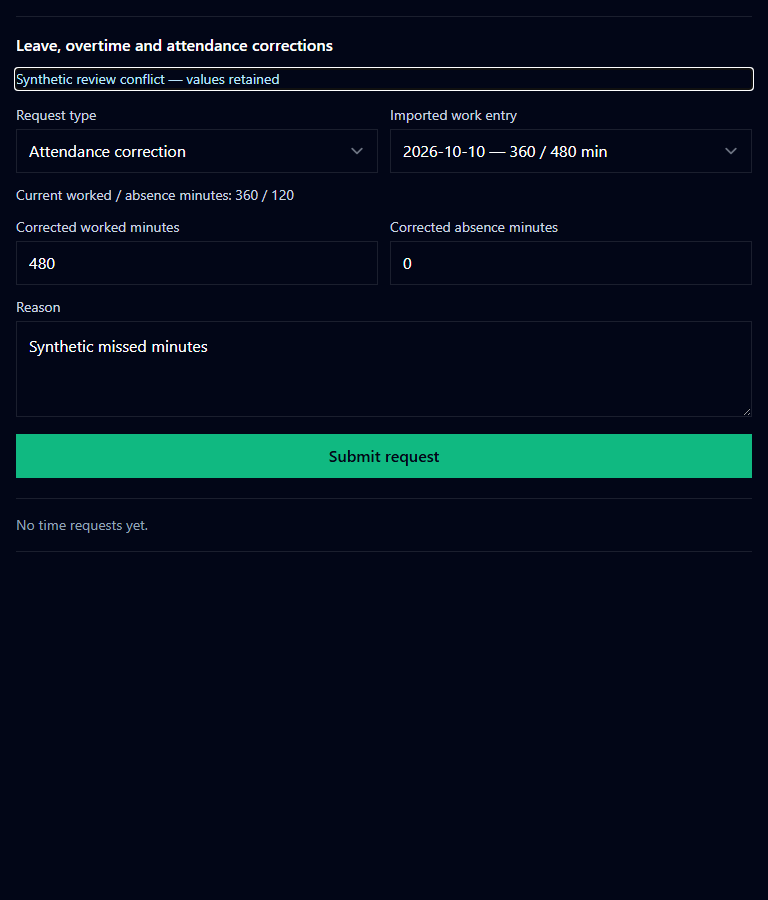 Leave, overtime and attendance corrections
Synthetic review conflict — values retained
Request type
Imported work entry
Attendance correction
2026-10-10 — 360 / 480 min
Current worked / absence minutes: 360 / 120
Corrected worked minutes
Corrected absence minutes
480
0
Reason
Synthetic missed minutes
Submit request
No time requests yet.